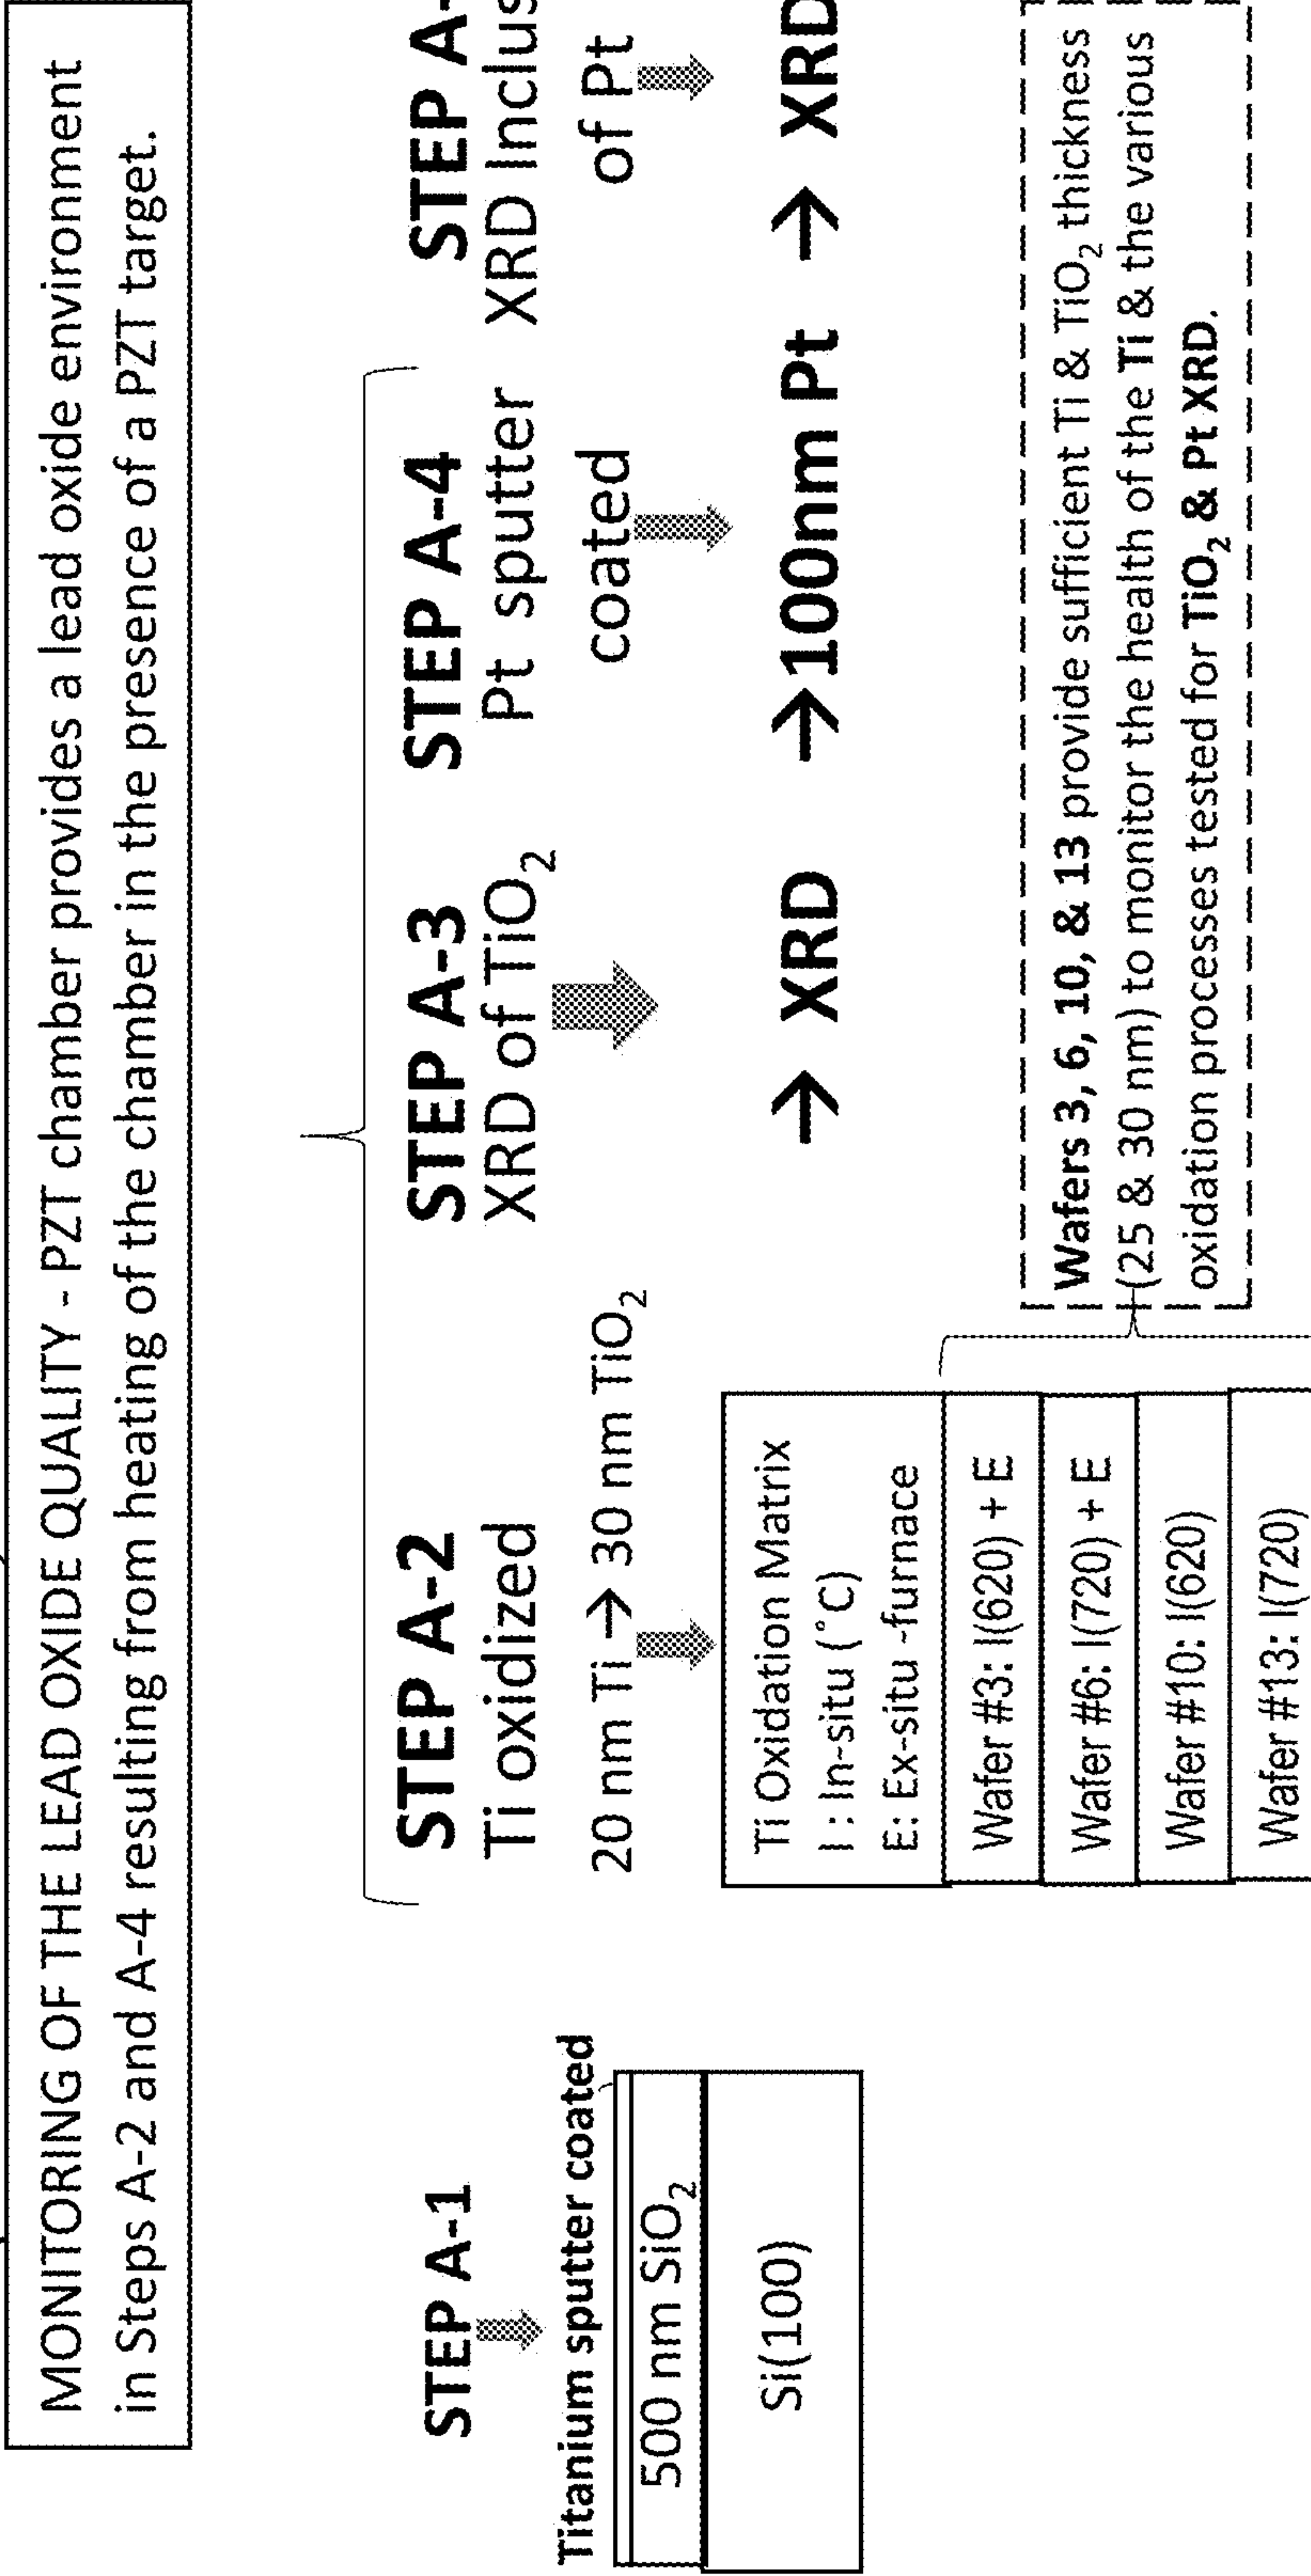 MONITORING OF THE LEAD OXIDE QUALITY - PZT chamber provides a lead oxide environment
in Steps A-2 and A-4 resulting from heating of the chamber in the presence of a PZT target.
STEP A-1
Titanium sputter coated
500 nm SiO₂
Si(100)
STEP A-2
Ti oxidized
20 nm Ti → 30 nm TiO₂
Ti Oxidation Matrix
I : In-situ (°C)
E: Ex-situ -furnace
Wafer #3: I(620) + E
Wafer #6: I(720) + E
Wafer #10: I(620)
Wafer #13: I(720)
STEP A-3
XRD of TiO₂
→ XRD
STEP A-4
Pt sputter
coated
→100nm Pt
STEP A-
XRD Inclus
of Pt
→ XRD
Wafers 3, 6, 10, & 13 provide sufficient Ti & TiO₂ thickness
(25 & 30 nm) to monitor the health of the Ti & the various
oxidation processes tested for TiO₂ & Pt XRD.